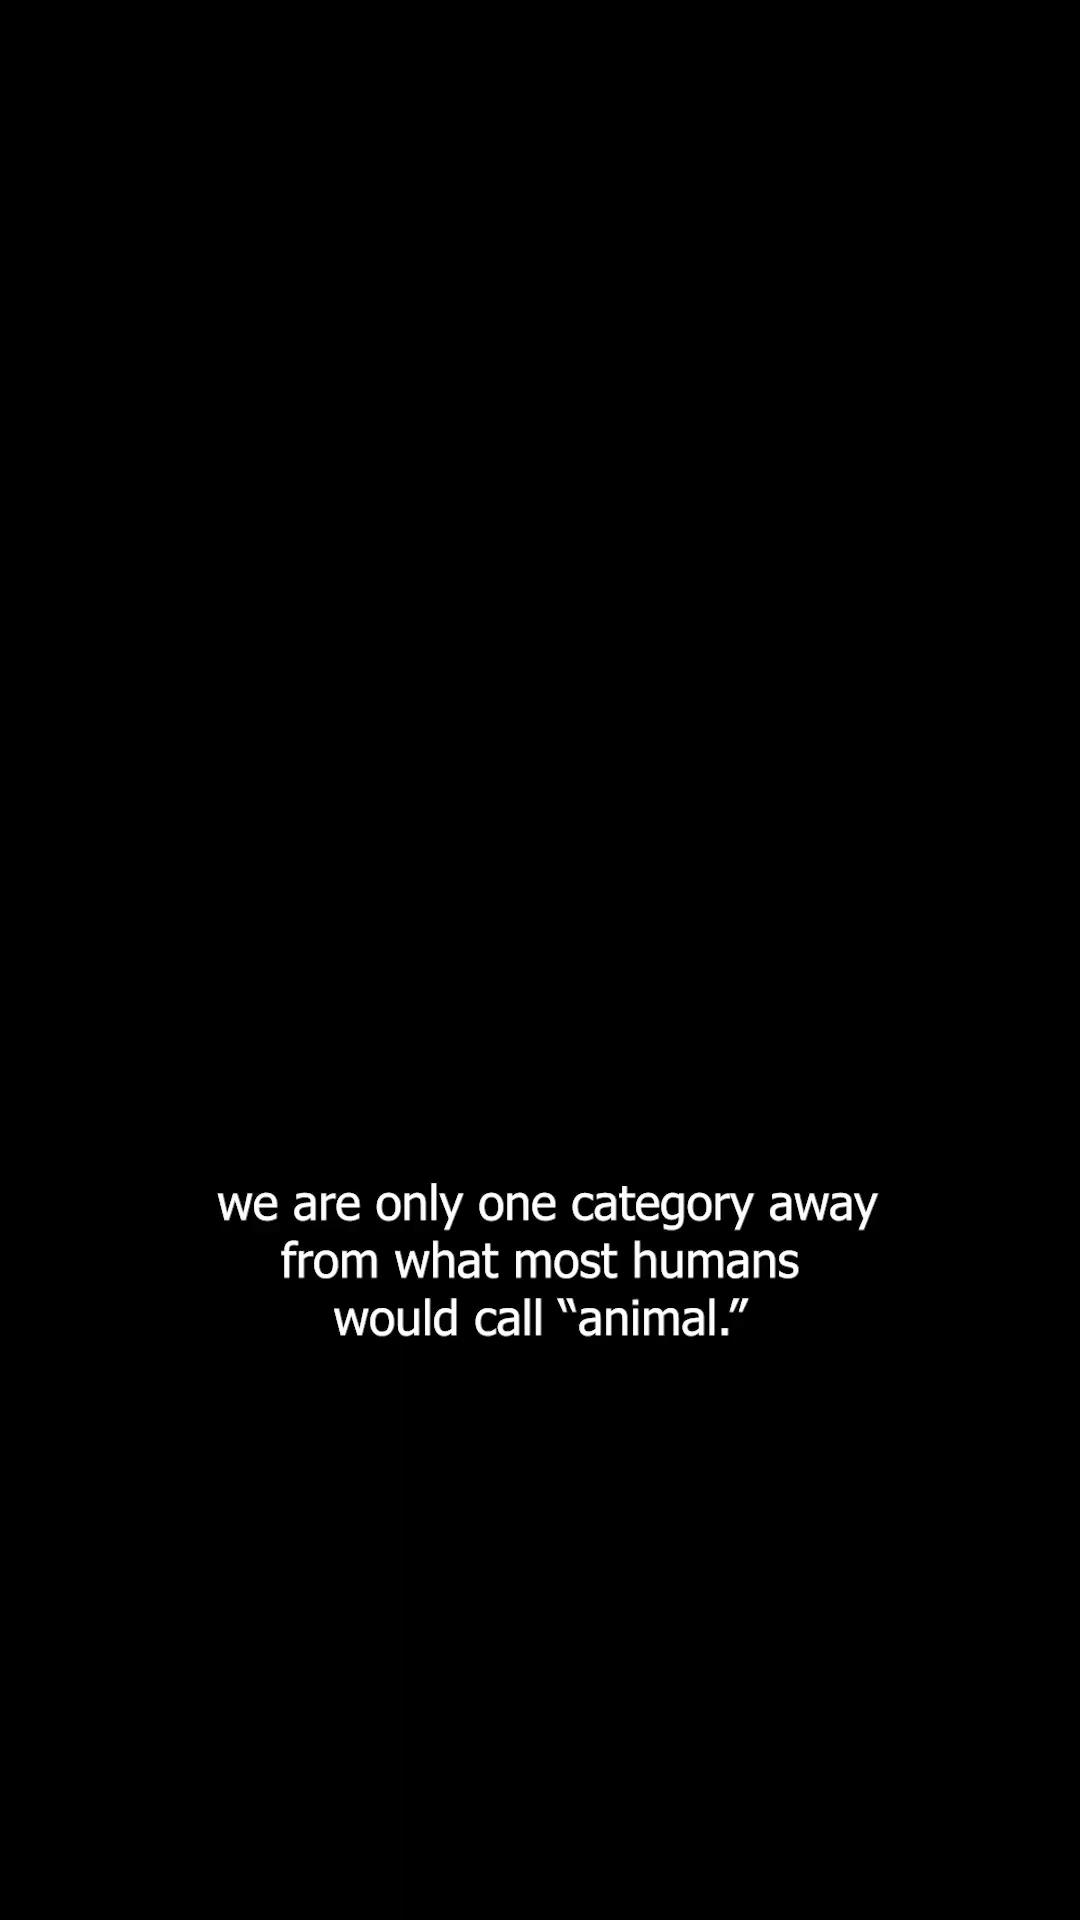 we are only one category away
from what most humans
would call “animal.”